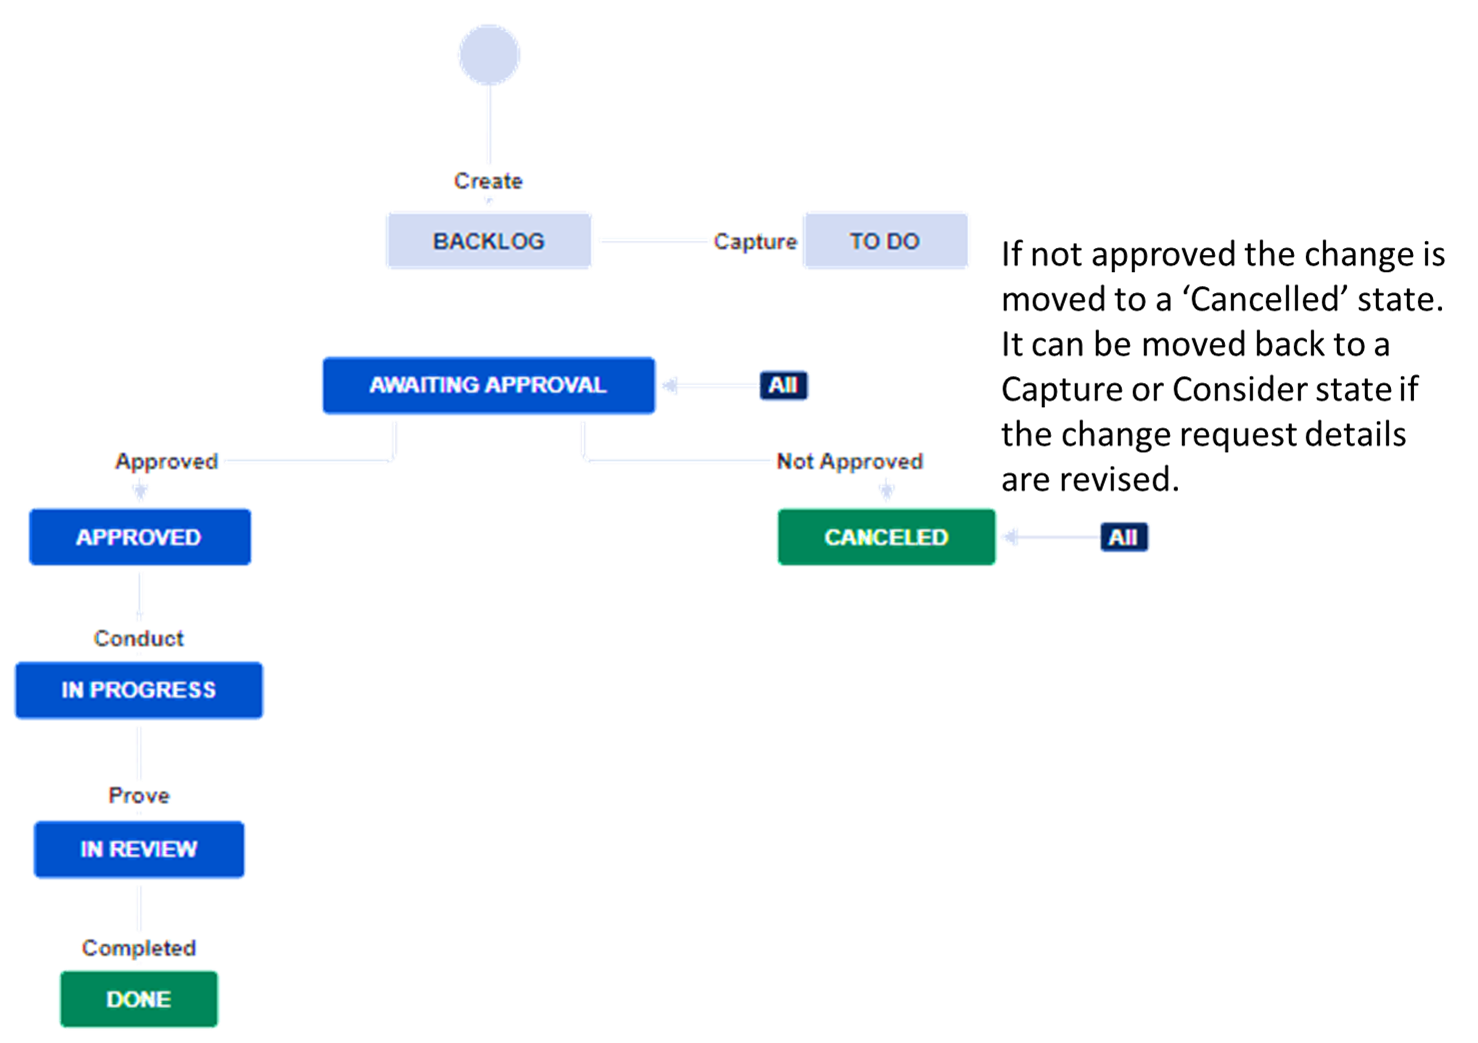 Create
BACKLOG
Capture
TO DO
If not approved the change is
moved to a ‘Cancelled’ state.
It can be moved back to a
Capture or Consider state if
the change request details
are revised.
AWAITING APPROVAL
All
Approved
Not Approved
APPROVED
CANCELED
All
Conduct
IN PROGRESS
Prove
IN REVIEW
Completed
DONE